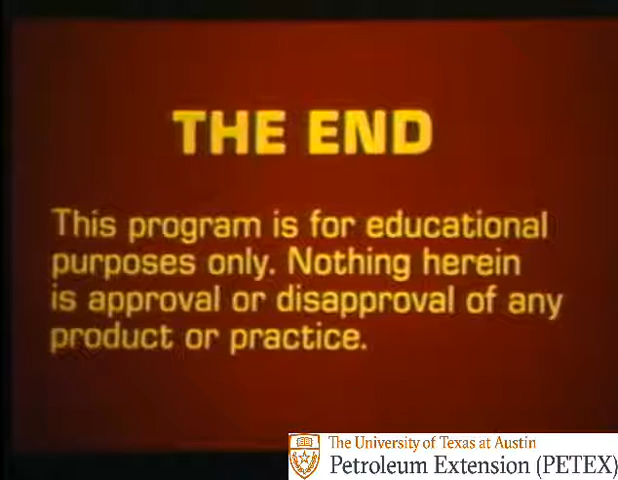 THE END
This program is for educational
purposes only. Nothing herein
is approval or disapproval of any
product or practice.
The University of Texas at Austin
Petroleum Extension (PETEX)